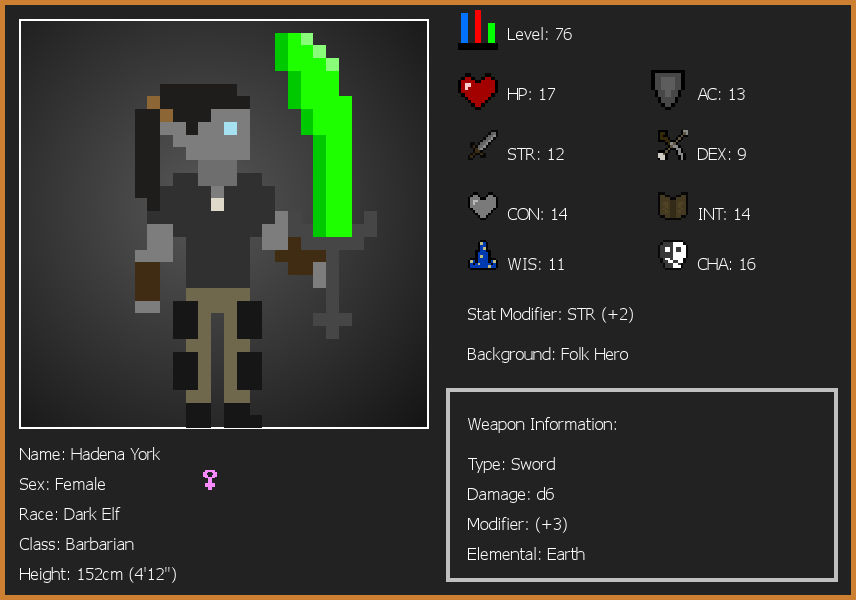 Level: 76
HP: 17
AC: 13
STR: 12
DEX: 9
CON: 14
INT: 14
WIS: 11
CHA: 16
Stat Modifier: STR (+2)
Background: Folk Hero
Weapon Information:
Type: Sword
Damage: d6
Modifier: (+3)
Elemental: Earth
Name: Hadena York
Sex: Female
Race: Dark Elf
Class: Barbarian
Height: 152cm (4'12")